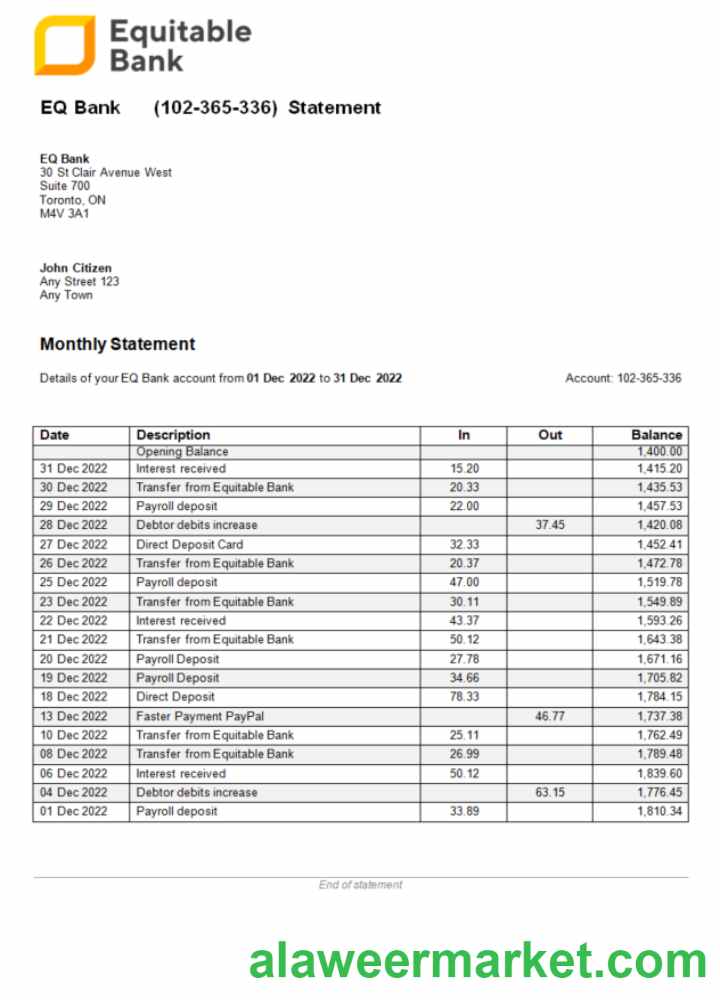 Equitable
Bank
EQ Bank (102-365-336) Statement
EQ Bank
30 St Clair Avenue West
Suite 700
Toronto, ON
M4V 3A1
John Citizen
Any Street 123
Any Town
Monthly Statement
Details of your EQ Bank account from 01 Dec 2022 to 31 Dec 2022 Account: 102-365-336
Date Description In Out Balance
Opening Balance 1,400.00
31 Dec 2022 Interest received 15.20 1,415.20
30 Dec 2022 Transfer from Equitable Bank 20.33 1,435.53
29 Dec 2022 Payroll deposit 22.00 1,457.53
28 Dec 2022 Debtor debits increase 37.45 1,420.08
27 Dec 2022 Direct Deposit Card 32.33 1,452.41
26 Dec 2022 Transfer from Equitable Bank 20.37 1,472.78
25 Dec 2022 Payroll deposit 47.00 1,519.78
23 Dec 2022 Transfer from Equitable Bank 30.11 1,549.89
22 Dec 2022 Interest received 43.37 1,593.26
21 Dec 2022 Transfer from Equitable Bank 50.12 1,643.38
20 Dec 2022 Payroll Deposit 27.78 1,671.16
19 Dec 2022 Payroll Deposit 34.66 1,705.82
18 Dec 2022 Direct Deposit 78.33 1,784.15
13 Dec 2022 Faster Payment PayPal 46.77 1,737.38
10 Dec 2022 Transfer from Equitable Bank 25.11 1,762.49
08 Dec 2022 Transfer from Equitable Bank 26.99 1,789.48
06 Dec 2022 Interest received 50.12 1,839.60
04 Dec 2022 Debtor debits increase 63.15 1,776.45
01 Dec 2022 Payroll deposit 33.89 1,810.34
End of statement
alaweermarket.com